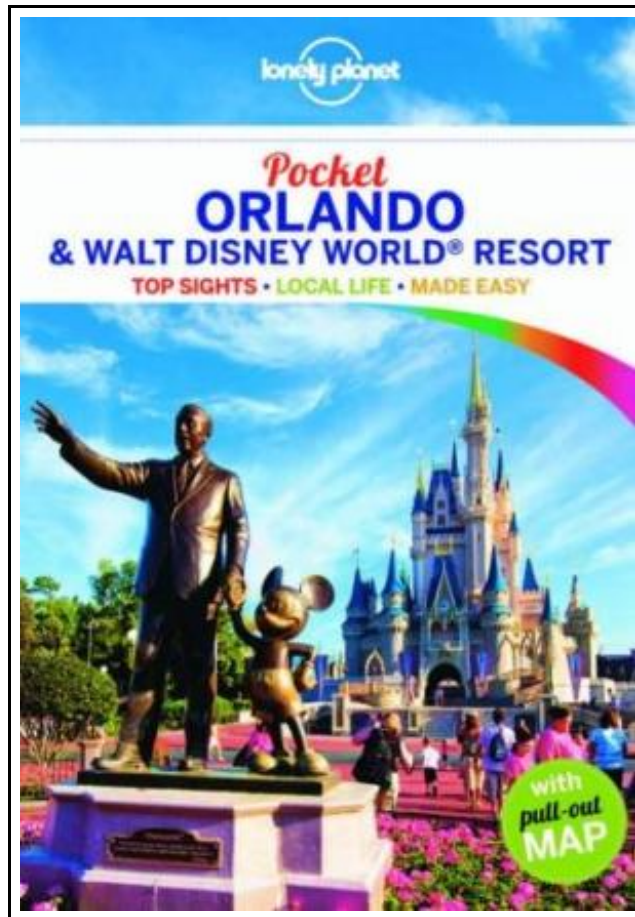 lonely planet
Pocket
ORLANDO
& WALT DISNEY WORLD® RESORT
TOP SIGHTS • LOCAL LIFE • MADE EASY
with
pull-out
MAP